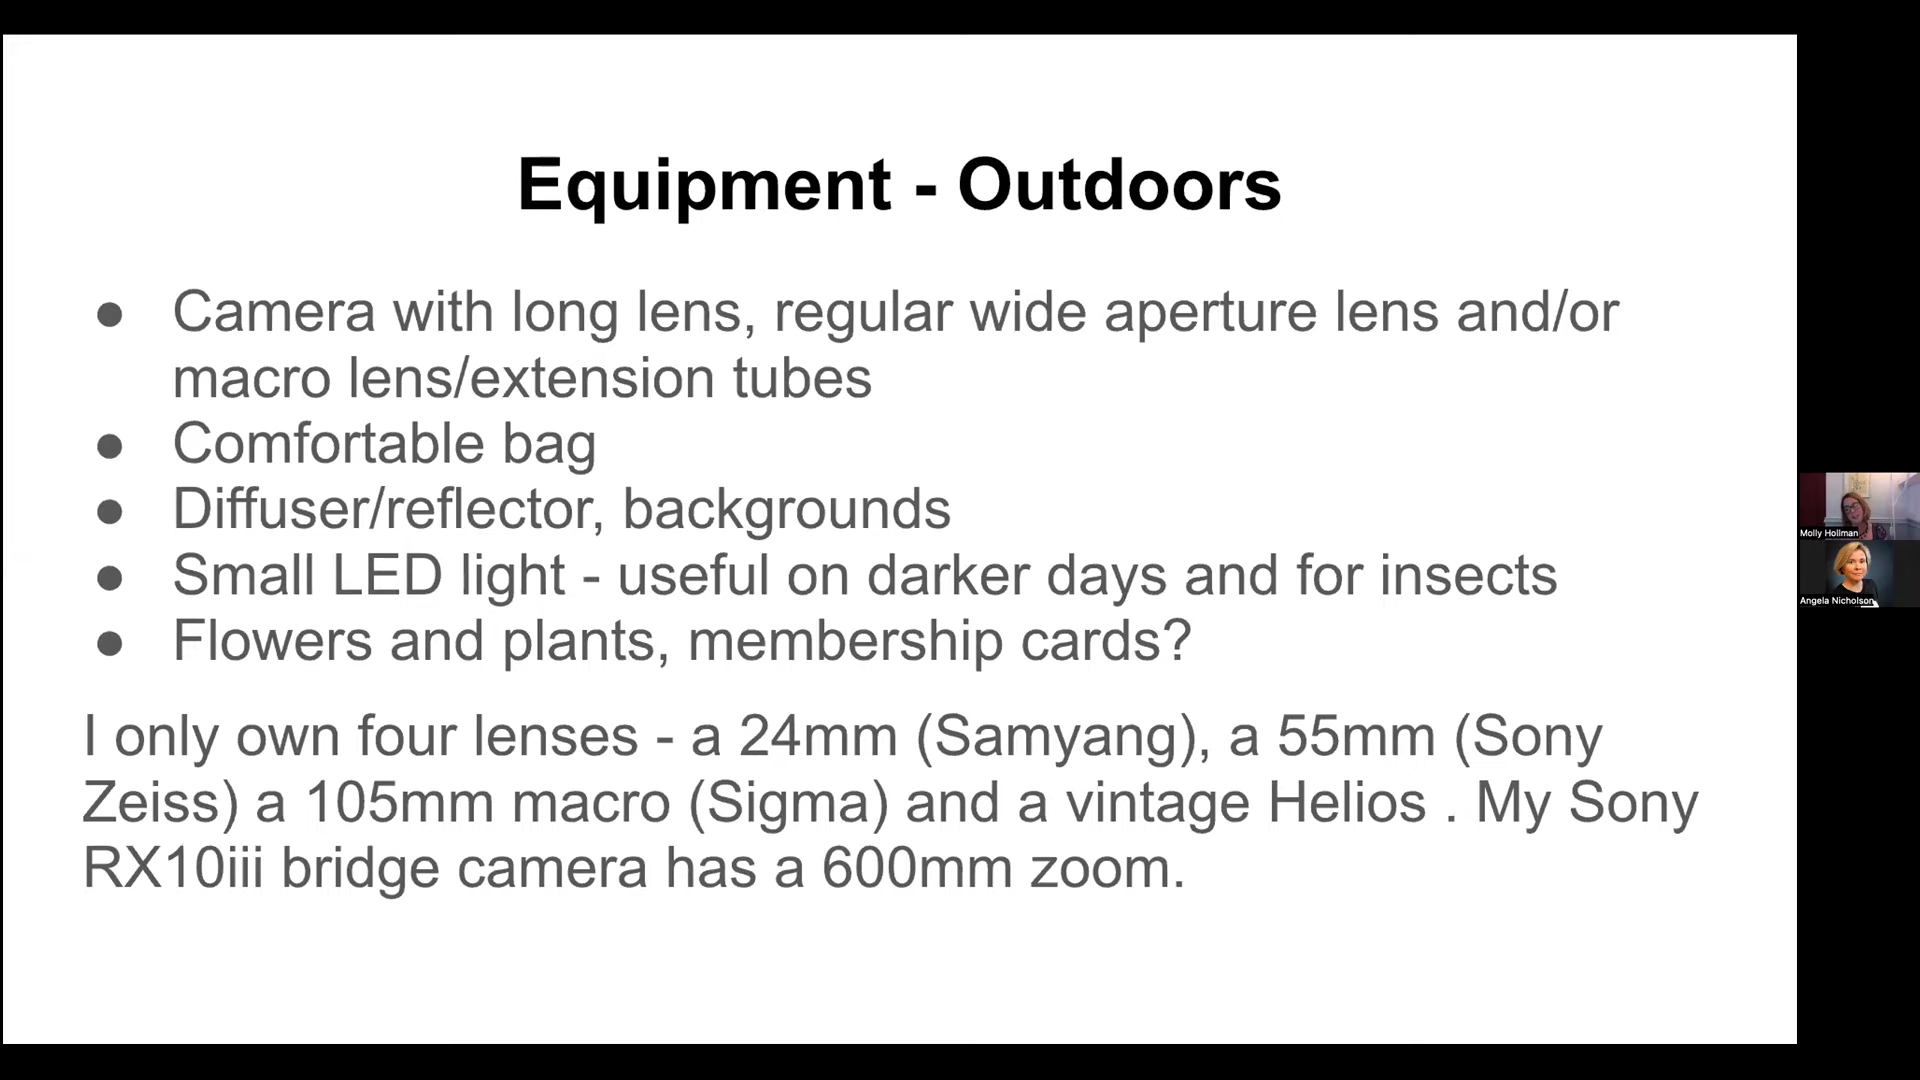 Equipment - Outdoors
● Camera with long lens, regular wide aperture lens and/or
macro lens/extension tubes
● Comfortable bag
● Diffuser/reflector, backgrounds
● Small LED light - useful on darker days and for insects
● Flowers and plants, membership cards?
I only own four lenses - a 24mm (Samyang), a 55mm (Sony
Zeiss) a 105mm macro (Sigma) and a vintage Helios . My Sony
RX10iii bridge camera has a 600mm zoom.
Molly Hollman
Angela Nicholson